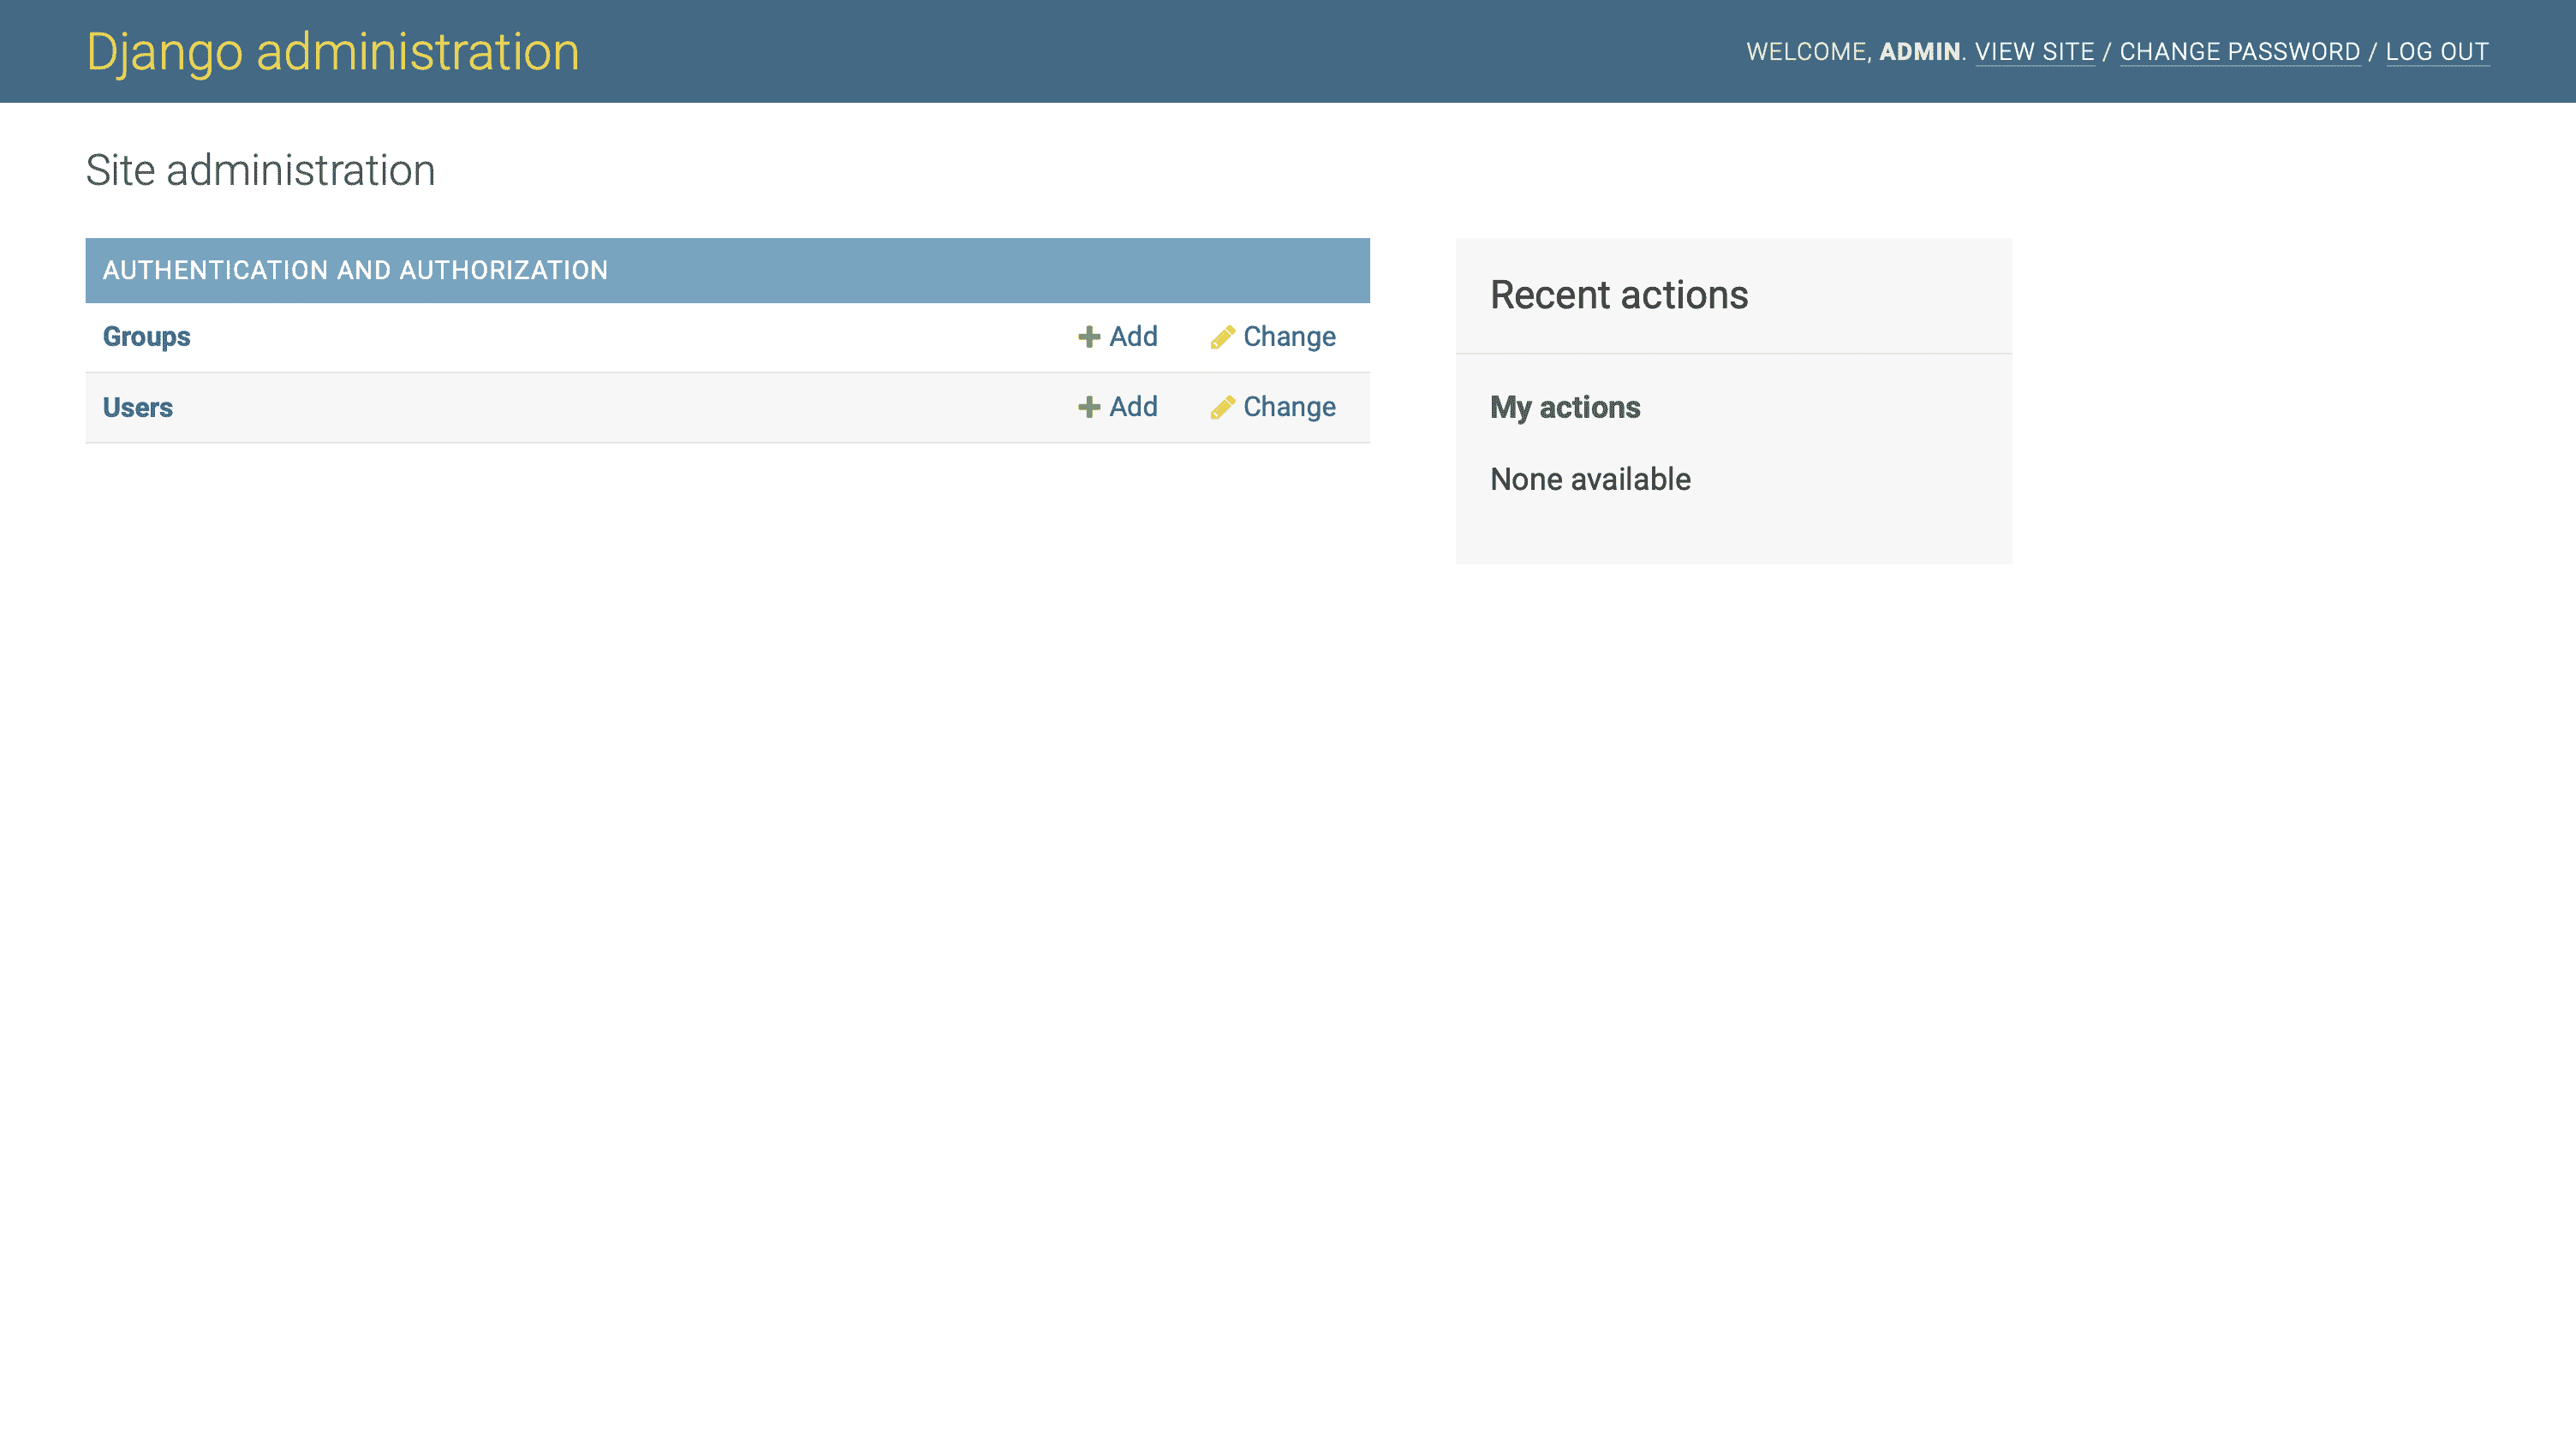 Django administration
WELCOME, ADMIN. VIEW SITE / CHANGE PASSWORD / LOG OUT
Site administration
AUTHENTICATION AND AUTHORIZATION
Groups Add Change
Users Add Change
Recent actions
My actions
None available